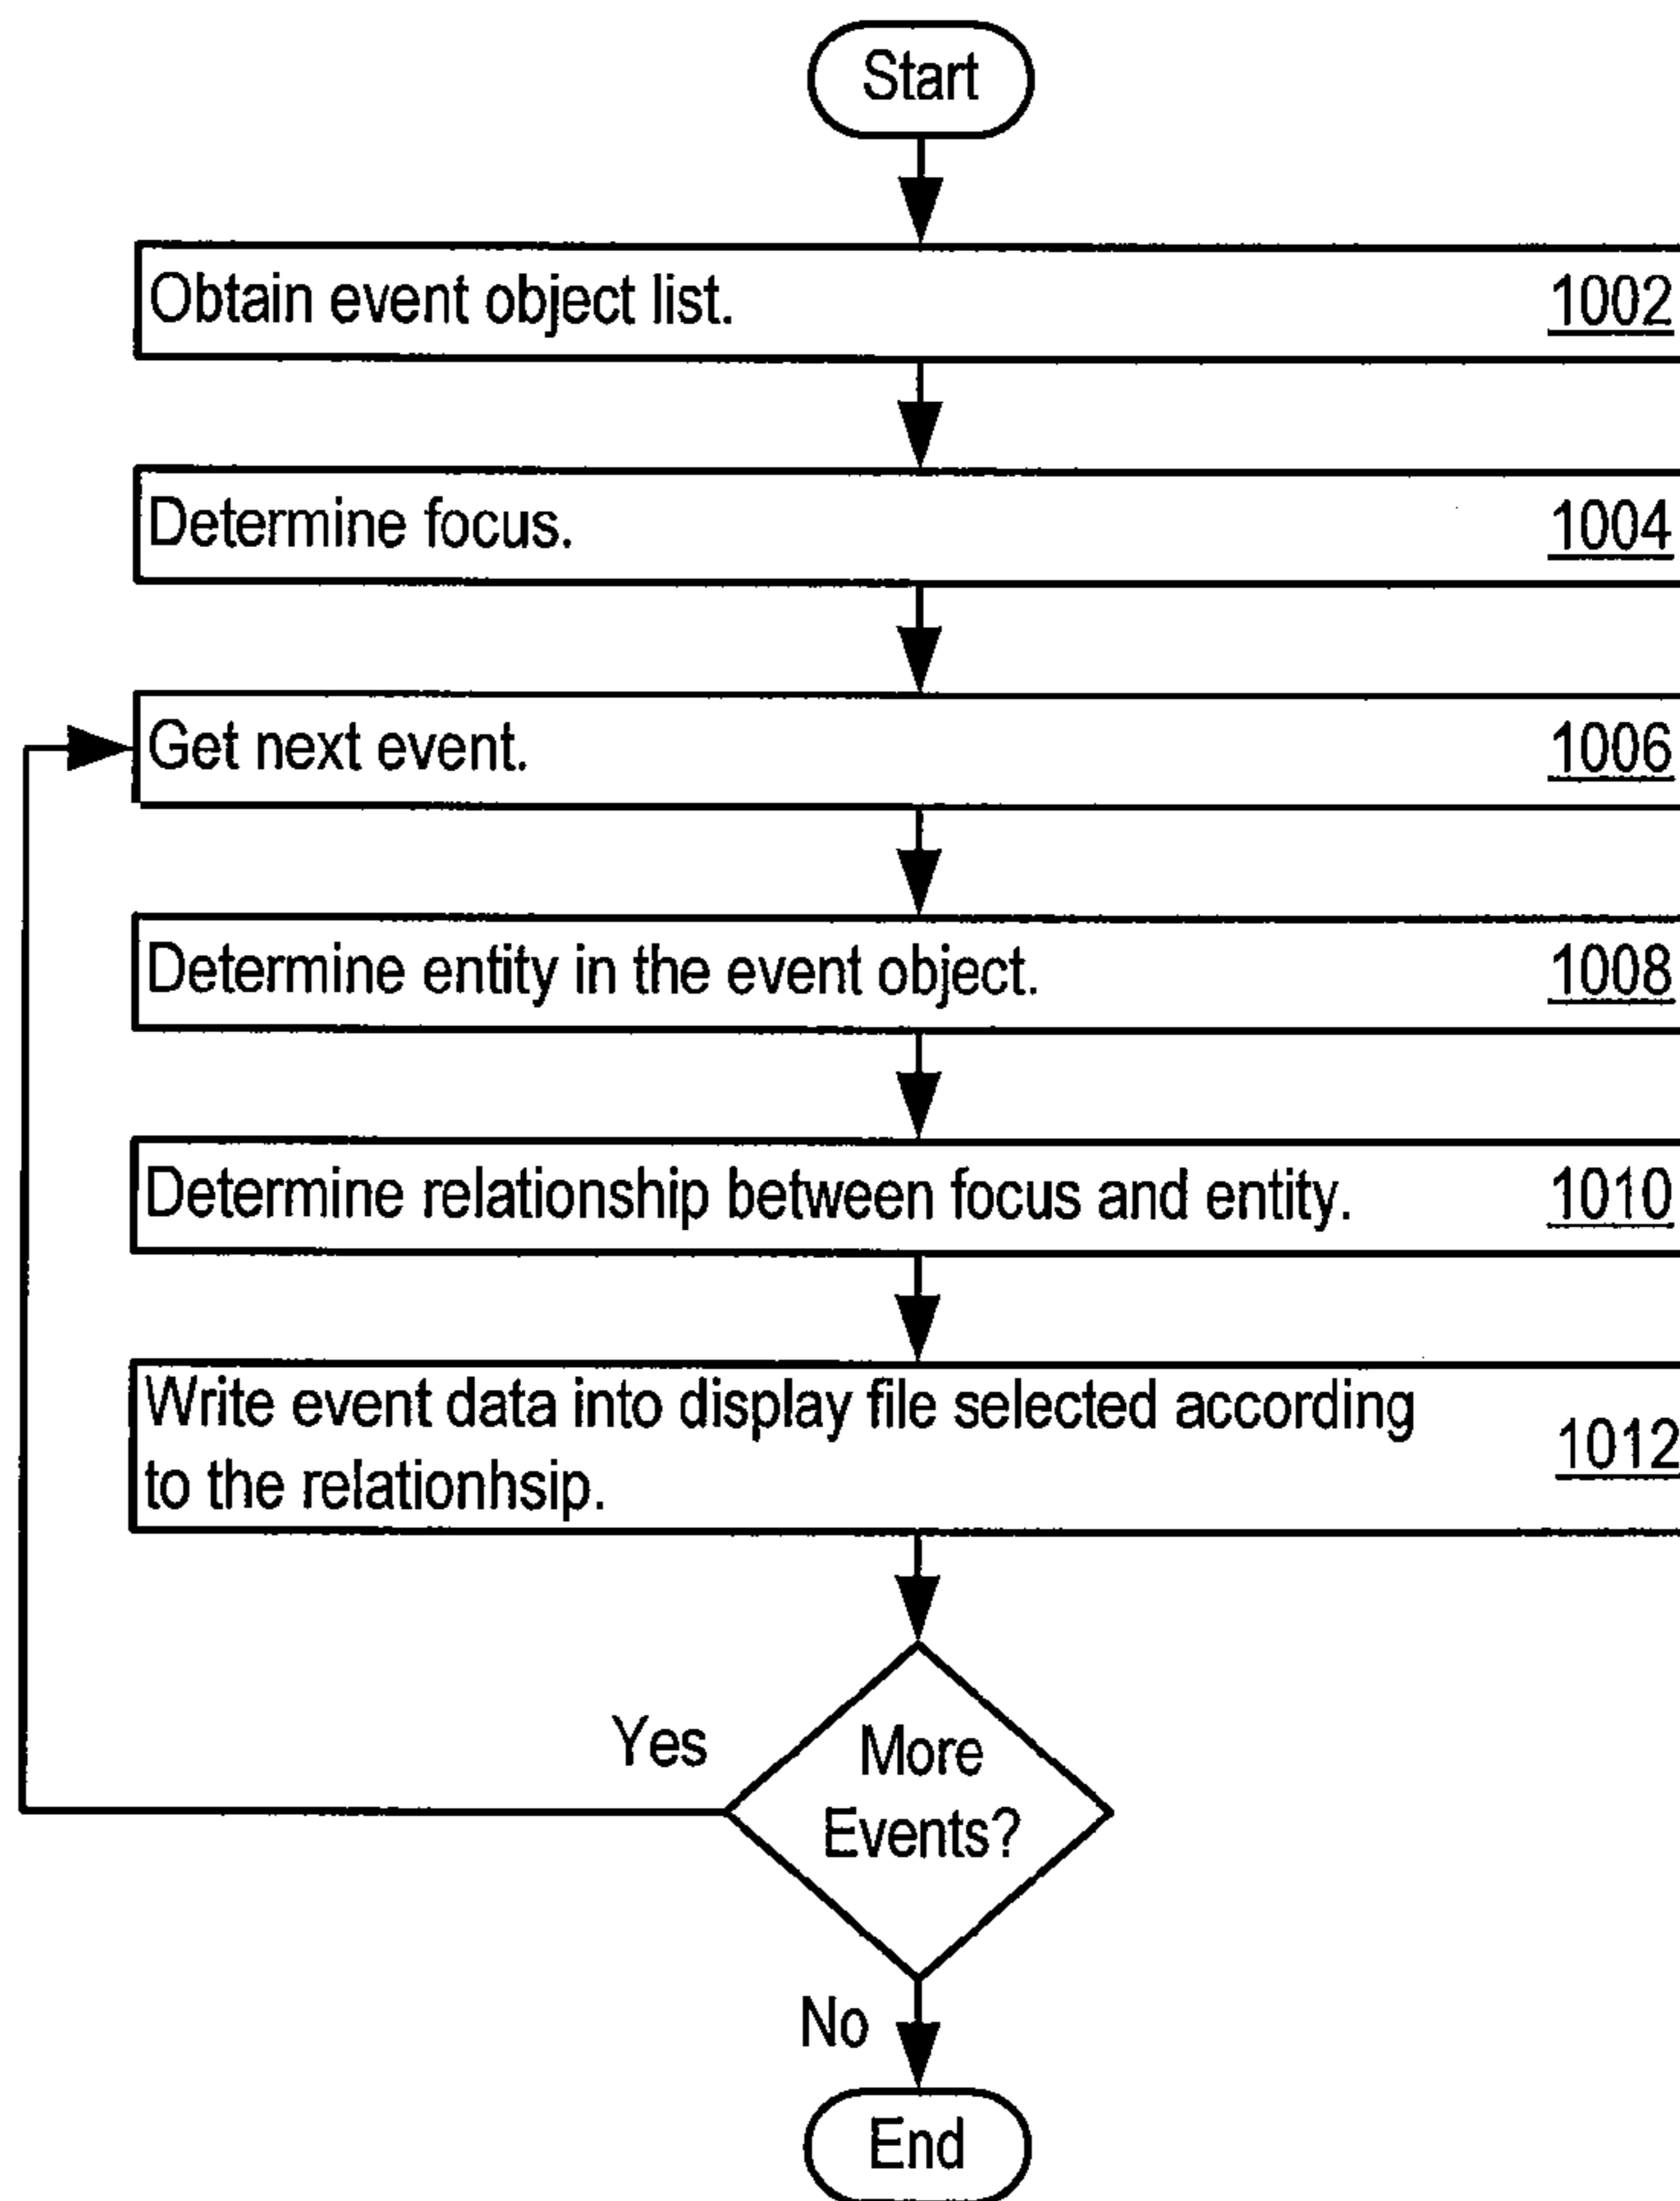 Start
Obtain event object list. 1002
Determine focus. 1004
Get next event. 1006
Determine entity in the event object. 1008
Determine relationship between focus and entity. 1010
Write event data into display file selected according
to the relationhsip. 1012
Yes
More
Events?
No
End